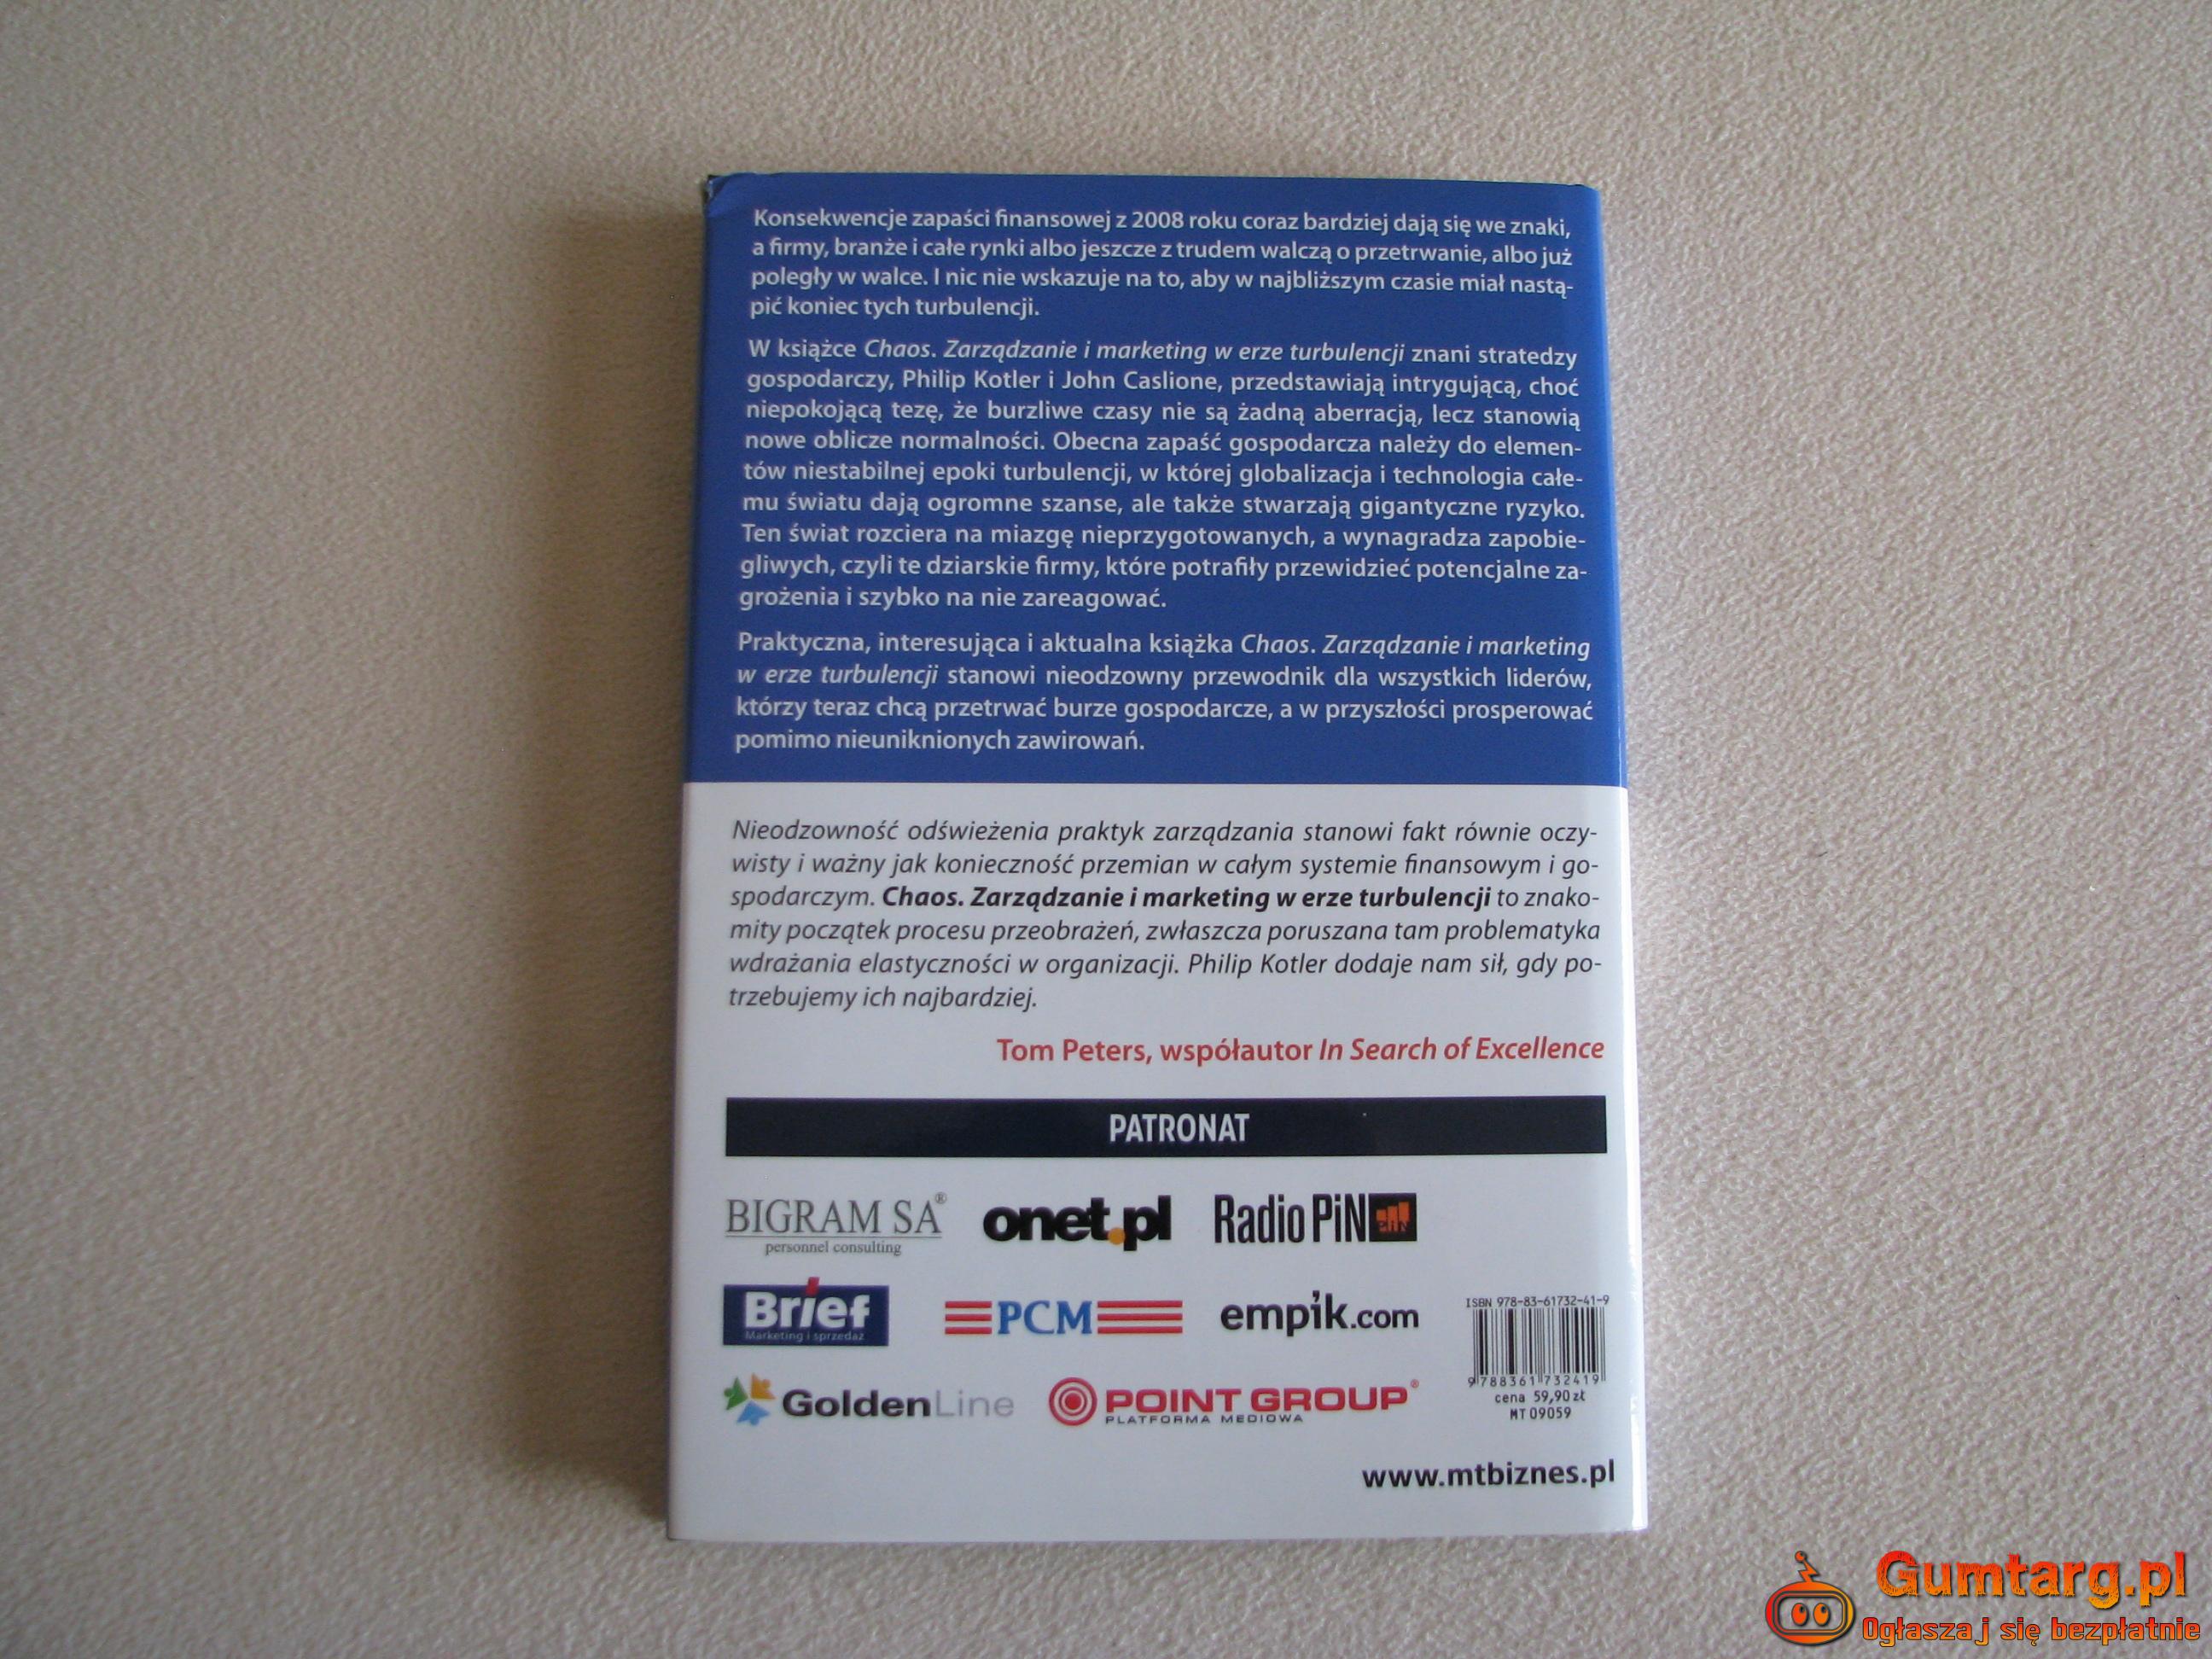 Konsekwencje zapaści finansowej z 2008 roku coraz bardziej dają się we znaki,
a firmy, branże i całe rynki albo jeszcze z trudem walczą o przetrwanie, albo już
poległy w walce. I nic nie wskazuje na to, aby w najbliższym czasie miał nastą-
pić koniec tych turbulencji.
W książce Chaos. Zarządzanie i marketing w erze turbulencji znani stratedzy
gospodarczy, Philip Kotler i John Caslione, przedstawiają intrygującą, choć
niepokojącą tezę, że burzliwe czasy nie są żadną aberracją, lecz stanowią
nowe oblicze normalności. Obecna zapaść gospodarcza należy do elemen-
tów niestabilnej epoki turbulencji, w której globalizacja i technologia całe-
mu światu dają ogromne szanse, ale także stwarzają gigantyczne ryzyko.
Ten świat rozciera na miazgę nieprzygotowanych, a wynagradza zapobie-
gliwych, czyli te dziarskie firmy, które potrafiły przewidzieć potencjalne za-
grożenia i szybko na nie zareagować.
Praktyczna, interesująca i aktualna książka Chaos. Zarządzanie i marketing
w erze turbulencji stanowi nieodzowny przewodnik dla wszystkich liderów,
którzy teraz chcą przetrwać burze gospodarcze, a w przyszłości prosperować
pomimo nieuniknionych zawirowań.
Nieodzowność odświeżenia praktyk zarządzania stanowi fakt równie oczy-
wisty i ważny jak konieczność przemian w całym systemie finansowym i go-
spodarczym. Chaos. Zarządzanie i marketing w erze turbulencji to znako-
mity początek procesu przeobrażeń, zwłaszcza poruszana tam problematyka
wdrażania elastyczności w organizacji. Philip Kotler dodaje nam sił, gdy po-
trzebujemy ich najbardziej.
Tom Peters, współautor In Search of Excellence
PATRONAT
BIGRAM SA®
personnel consulting
onet.pl
Radio PiN PiN
Brief
Marketing i sprzedaż
PCM
empik.com
ISBN 978-83-61732-41-9
9 788361 732419
cena 59,90 zł
MT 09059
GoldenLine
POINT GROUP®
PLATFORMA MEDIOWA
www.mtbiznes.pl
Gumtarg.pl
Ogłaszaj się bezpłatnie